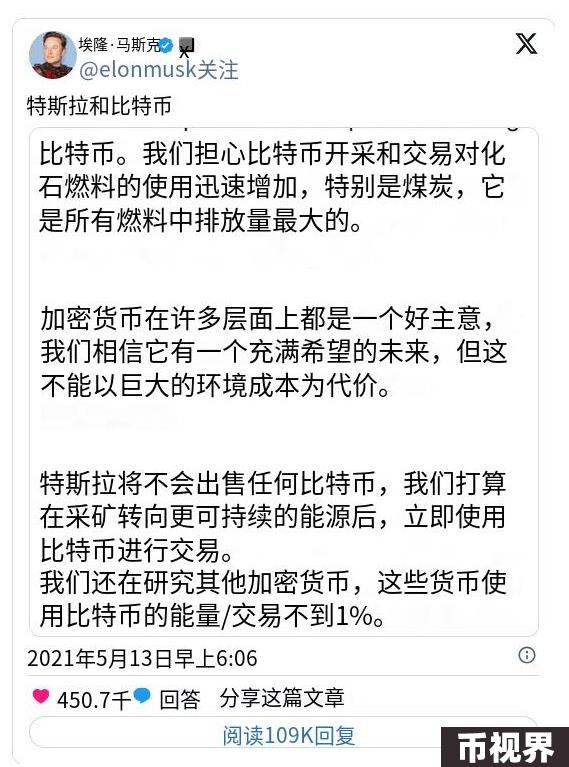 埃隆·马斯克
X
@elonmusk关注
特斯拉和比特币
比特币。我们担心比特币开采和交易对化
石燃料的使用迅速增加，特别是煤炭，它
是所有燃料中排放量最大的。
加密货币在许多层面上都是一个好主意，
我们相信它有一个充满希望的未来，但这
不能以巨大的环境成本为代价。
特斯拉将不会出售任何比特币，我们打算
在采矿转向更可持续的能源后，立即使用
比特币进行交易。
我们还在研究其他加密货币，这些货币使
用比特币的能量/交易不到1%。
2021年5月13日早上6:06
450.7千 回答 分享这篇文章
阅读109K回复
币视界